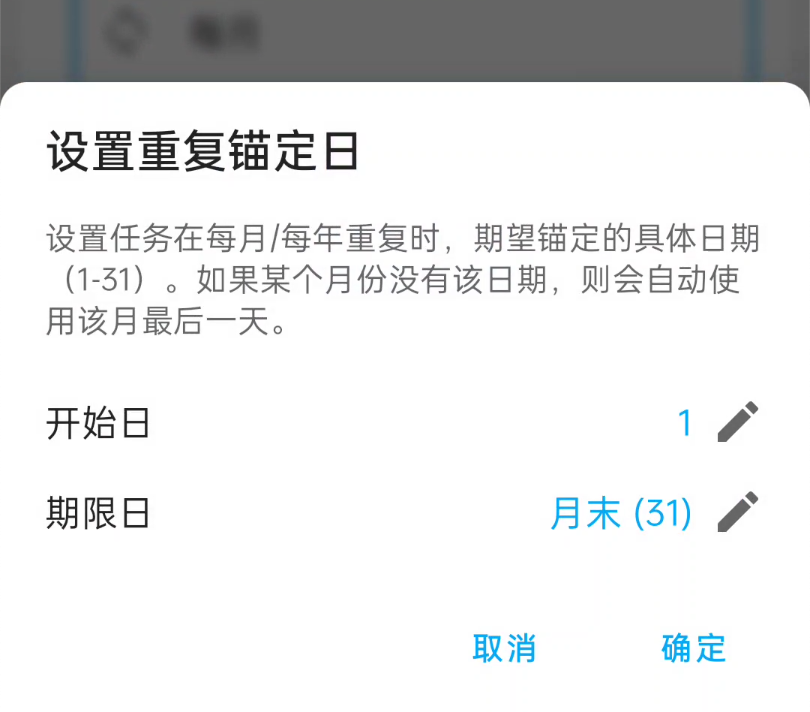 每月
设置重复锚定日
设置任务在每月/每年重复时，期望锚定的具体日期
（1-31）。如果某个月份没有该日期，则会自动使
用该月最后一天。
开始日 1
期限日 月末 (31)
取消 确定